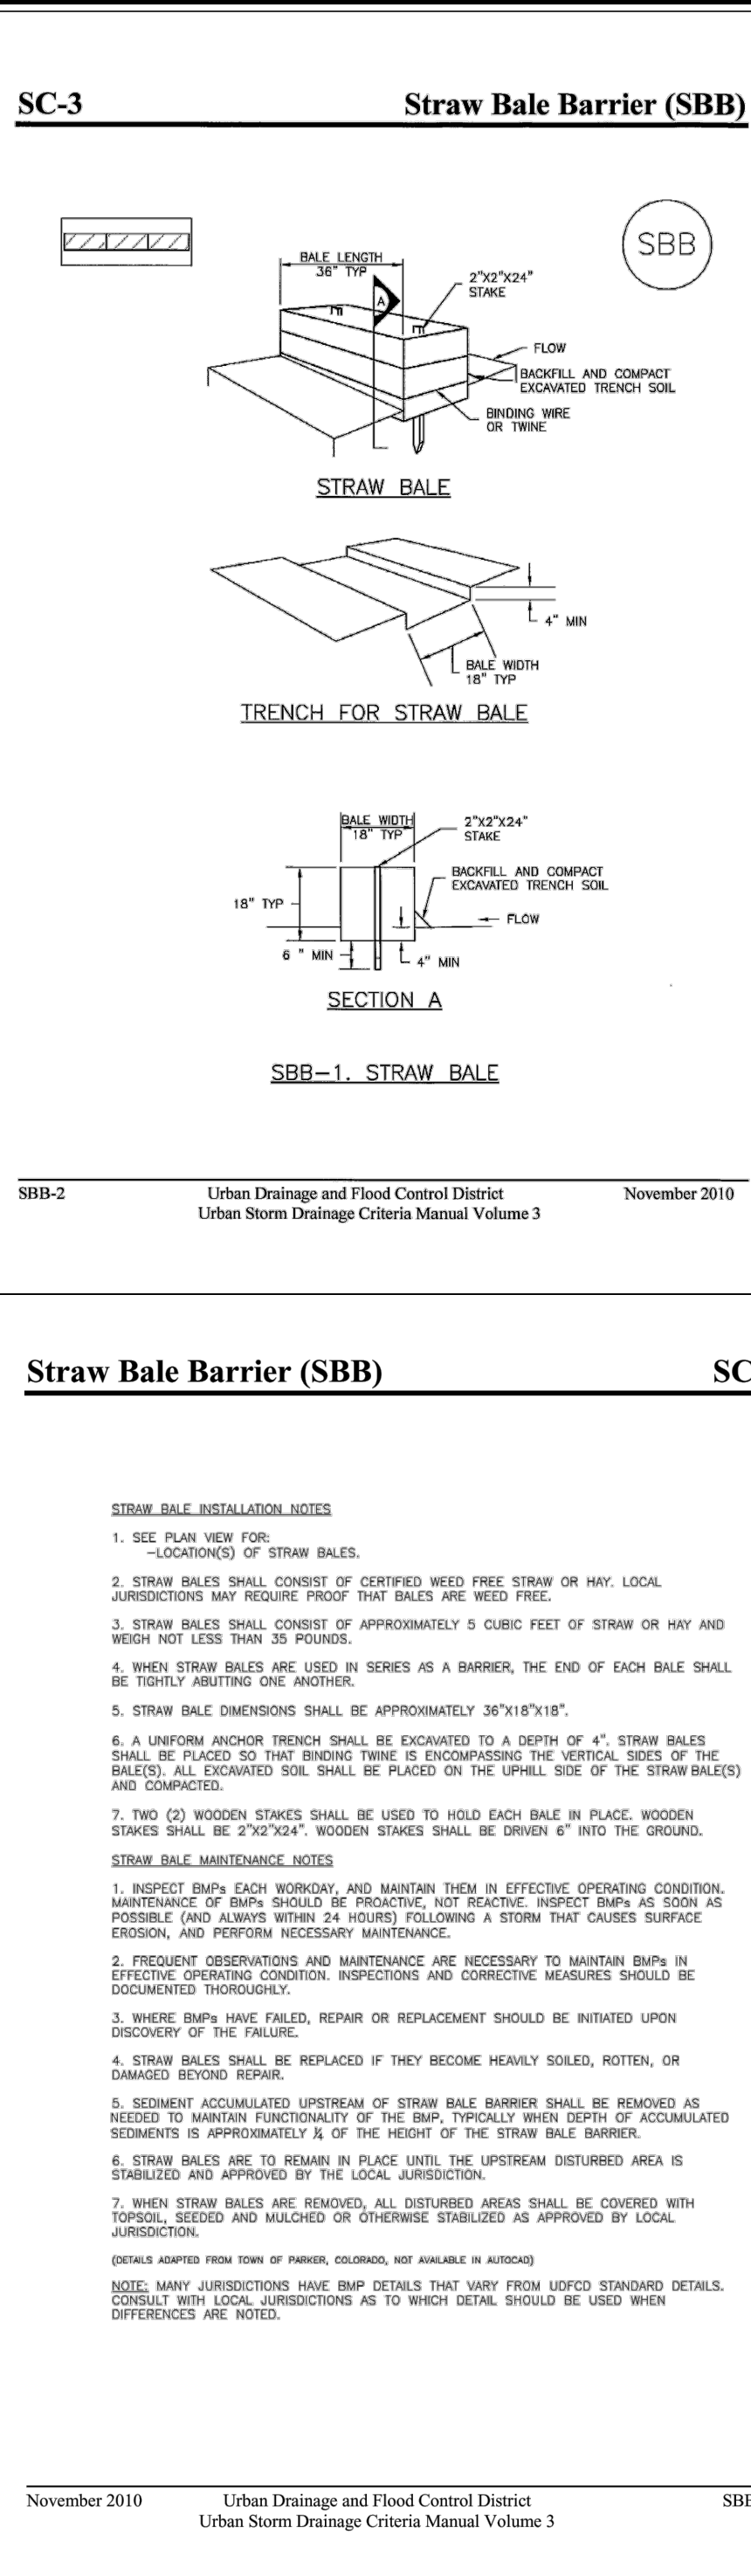 SC-3 Straw Bale Barrier (SBB)
SBB
BALE LENGTH
36" TYP
A
2"X2"X24"
STAKE
FLOW
BACKFILL AND COMPACT
EXCAVATED TRENCH SOIL
BINDING WIRE
OR TWINE
STRAW BALE
4" MIN
BALE WIDTH
18" TYP
TRENCH FOR STRAW BALE
BALE WIDTH
18" TYP
2"X2"X24"
STAKE
BACKFILL AND COMPACT
EXCAVATED TRENCH SOIL
18" TYP
FLOW
6 " MIN
4" MIN
SECTION A
SBB-1. STRAW BALE
SBB-2 Urban Drainage and Flood Control District November 2010
Urban Storm Drainage Criteria Manual Volume 3
Straw Bale Barrier (SBB) SC
STRAW BALE INSTALLATION NOTES
1. SEE PLAN VIEW FOR:
-LOCATION(S) OF STRAW BALES.
2. STRAW BALES SHALL CONSIST OF CERTIFIED WEED FREE STRAW OR HAY. LOCAL
JURISDICTIONS MAY REQUIRE PROOF THAT BALES ARE WEED FREE.
3. STRAW BALES SHALL CONSIST OF APPROXIMATELY 5 CUBIC FEET OF STRAW OR HAY AND
WEIGH NOT LESS THAN 35 POUNDS.
4. WHEN STRAW BALES ARE USED IN SERIES AS A BARRIER, THE END OF EACH BALE SHALL
BE TIGHTLY ABUTTING ONE ANOTHER.
5. STRAW BALE DIMENSIONS SHALL BE APPROXIMATELY 36"X18"X18".
6. A UNIFORM ANCHOR TRENCH SHALL BE EXCAVATED TO A DEPTH OF 4". STRAW BALES
SHALL BE PLACED SO THAT BINDING TWINE IS ENCOMPASSING THE VERTICAL SIDES OF THE
BALE(S). ALL EXCAVATED SOIL SHALL BE PLACED ON THE UPHILL SIDE OF THE STRAW BALE(S)
AND COMPACTED.
7. TWO (2) WOODEN STAKES SHALL BE USED TO HOLD EACH BALE IN PLACE. WOODEN
STAKES SHALL BE 2"X2"X24". WOODEN STAKES SHALL BE DRIVEN 6" INTO THE GROUND.
STRAW BALE MAINTENANCE NOTES
1. INSPECT BMPs EACH WORKDAY, AND MAINTAIN THEM IN EFFECTIVE OPERATING CONDITION.
MAINTENANCE OF BMPs SHOULD BE PROACTIVE, NOT REACTIVE. INSPECT BMPs AS SOON AS
POSSIBLE (AND ALWAYS WITHIN 24 HOURS) FOLLOWING A STORM THAT CAUSES SURFACE
EROSION, AND PERFORM NECESSARY MAINTENANCE.
2. FREQUENT OBSERVATIONS AND MAINTENANCE ARE NECESSARY TO MAINTAIN BMPs IN
EFFECTIVE OPERATING CONDITION. INSPECTIONS AND CORRECTIVE MEASURES SHOULD BE
DOCUMENTED THOROUGHLY.
3. WHERE BMPs HAVE FAILED, REPAIR OR REPLACEMENT SHOULD BE INITIATED UPON
DISCOVERY OF THE FAILURE.
4. STRAW BALES SHALL BE REPLACED IF THEY BECOME HEAVILY SOILED, ROTTEN, OR
DAMAGED BEYOND REPAIR.
5. SEDIMENT ACCUMULATED UPSTREAM OF STRAW BALE BARRIER SHALL BE REMOVED AS
NEEDED TO MAINTAIN FUNCTIONALITY OF THE BMP, TYPICALLY WHEN DEPTH OF ACCUMULATED
SEDIMENTS IS APPROXIMATELY ¼ OF THE HEIGHT OF THE STRAW BALE BARRIER.
6. STRAW BALES ARE TO REMAIN IN PLACE UNTIL THE UPSTREAM DISTURBED AREA IS
STABILIZED AND APPROVED BY THE LOCAL JURISDICTION.
7. WHEN STRAW BALES ARE REMOVED, ALL DISTURBED AREAS SHALL BE COVERED WITH
TOPSOIL, SEEDED AND MULCHED OR OTHERWISE STABILIZED AS APPROVED BY LOCAL
JURISDICTION.
(DETAILS ADAPTED FROM TOWN OF PARKER, COLORADO, NOT AVAILABLE IN AUTOCAD)
NOTE: MANY JURISDICTIONS HAVE BMP DETAILS THAT VARY FROM UDFCD STANDARD DETAILS.
CONSULT WITH LOCAL JURISDICTIONS AS TO WHICH DETAIL SHOULD BE USED WHEN
DIFFERENCES ARE NOTED.
November 2010 Urban Drainage and Flood Control District
Urban Storm Drainage Criteria Manual Volume 3